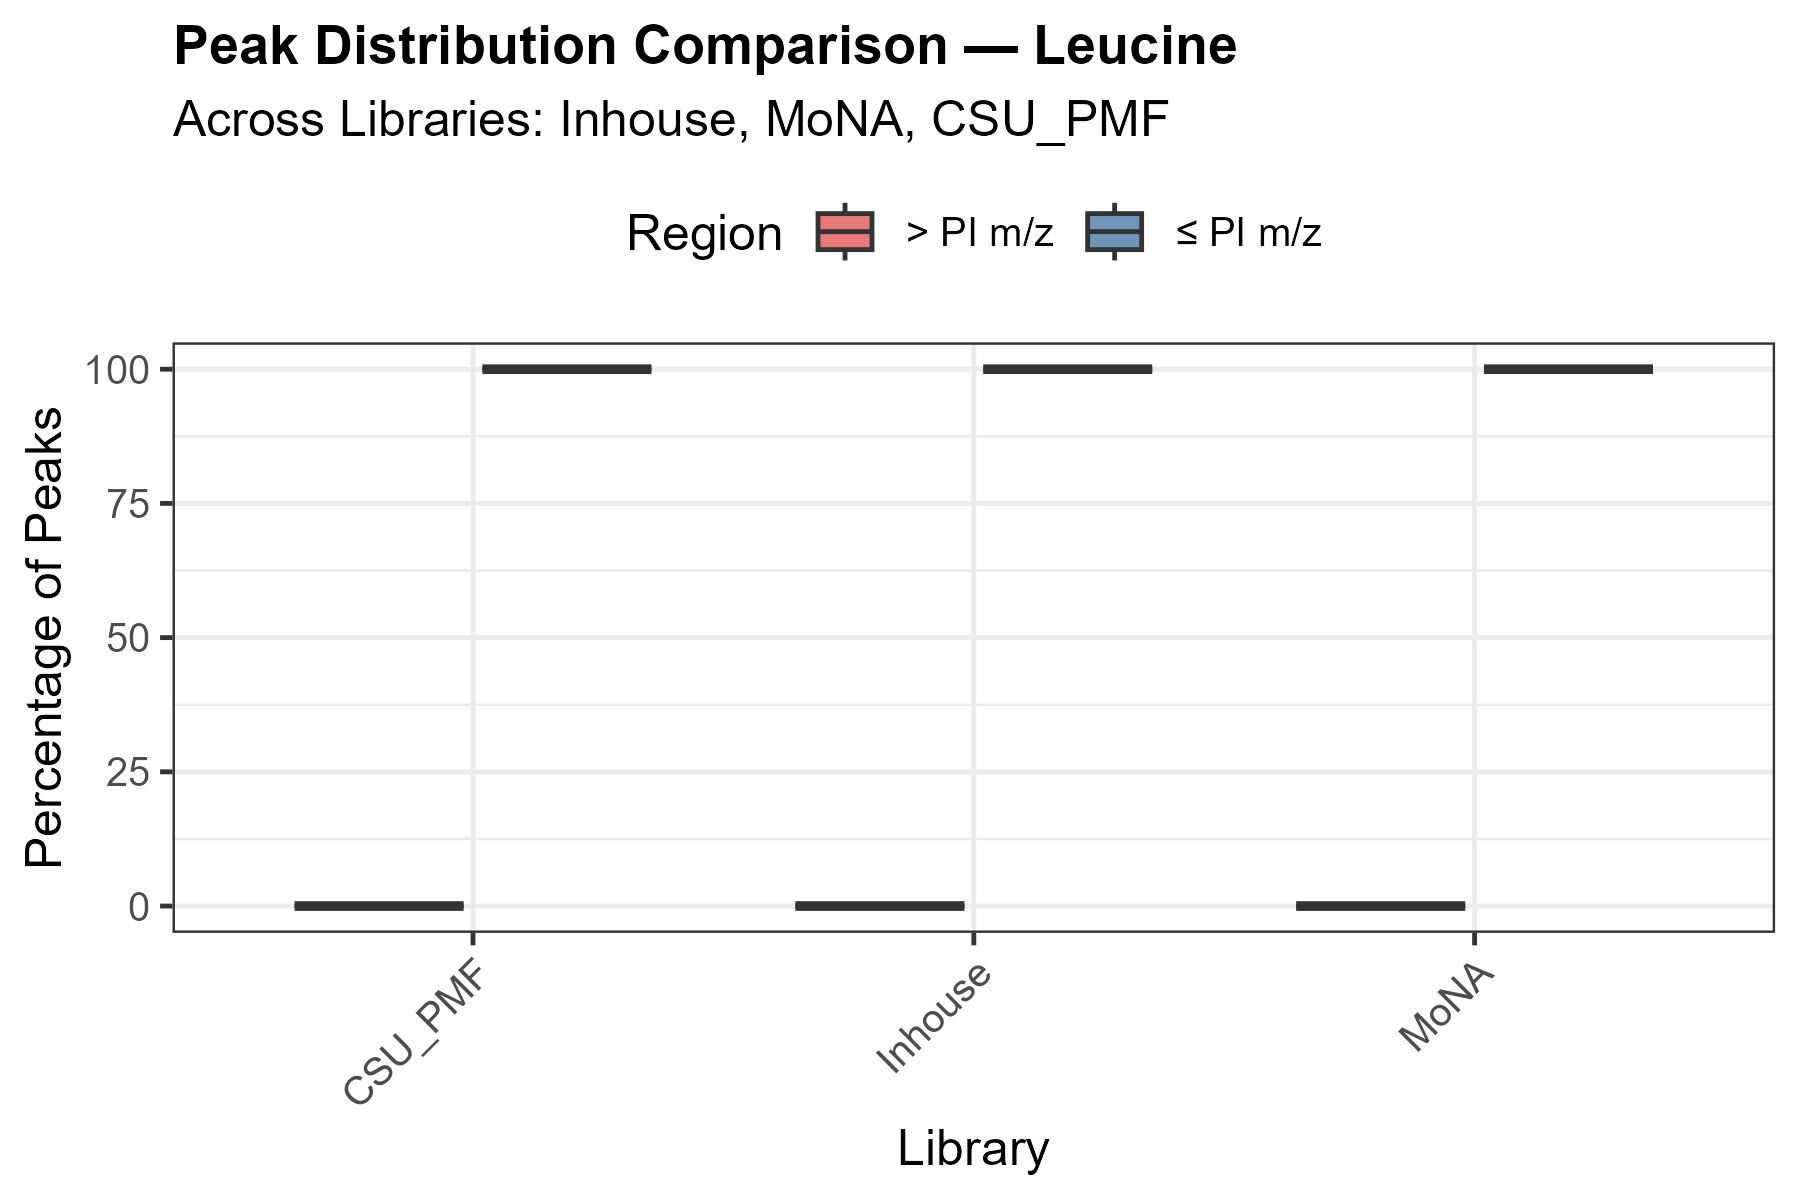 Peak Distribution Comparison — Leucine
Across Libraries: Inhouse, MoNA, CSU_PMF
Region > PI m/z ≤ PI m/z
Percentage of Peaks
100
75
50
25
0
CSU_PMF Inhouse MoNA
Library